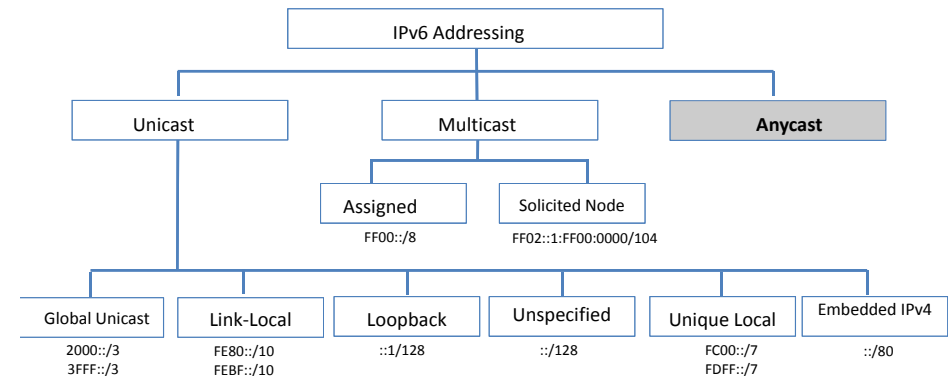 IPv6 Addressing
Unicast
Multicast
Anycast
Assigned
Solicited Node
FF00::/8
FF02::1:FF00:0000/104
Global Unicast
Link-Local
Loopback
Unspecified
Unique Local
Embedded IPv4
2000::/3
3FFF::/3
FE80::/10
FEBF::/10
::1/128
::/128
FC00::/7
FDFF::/7
::/80